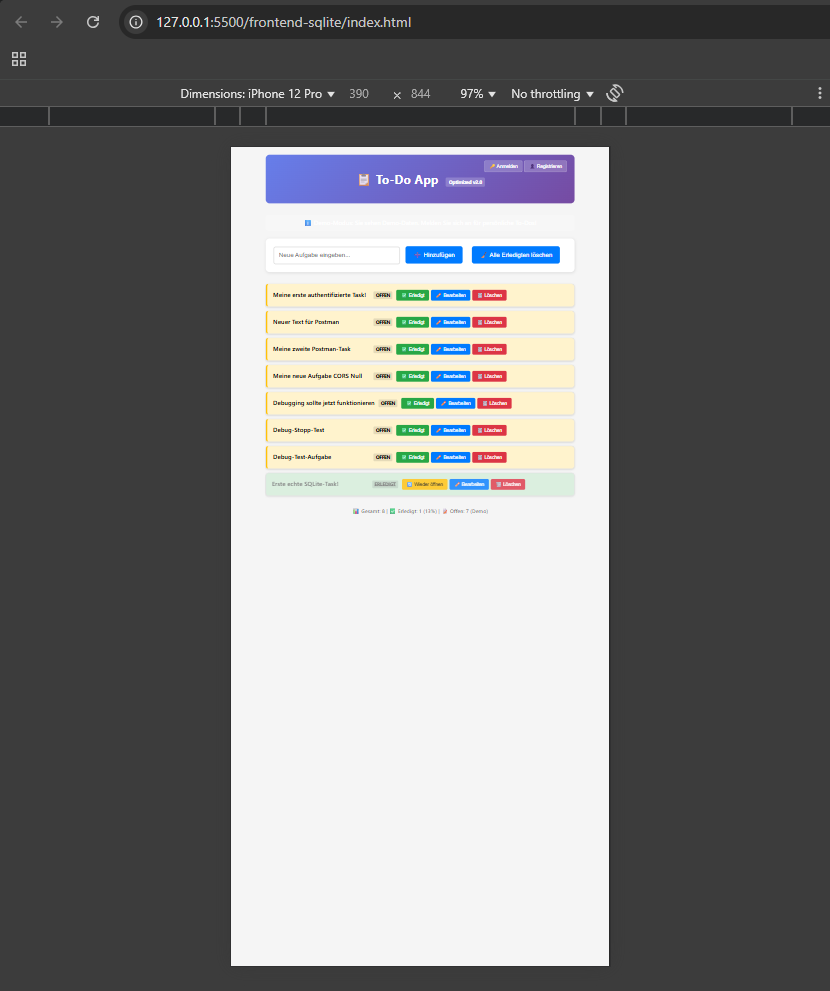 127.0.0.1:5500/frontend-sqlite/index.html
Dimensions: iPhone 12 Pro 390 × 844 97% No throttling
Anmelden Registrieren
To-Do App Optimized v2.0
Neue Aufgabe eingeben... Hinzufügen Alle Erledigten löschen
Meine erste authentifizierte Task! OFFEN Erledigt Bearbeiten Löschen
Neuer Text für Postman OFFEN Erledigt Bearbeiten Löschen
Meine zweite Postman-Task OFFEN Erledigt Bearbeiten Löschen
Meine neue Aufgabe CORS Null OFFEN Erledigt Bearbeiten Löschen
Debugging sollte jetzt funktionieren OFFEN Erledigt Bearbeiten Löschen
Debug-Stopp-Test OFFEN Erledigt Bearbeiten Löschen
Debug-Test-Aufgabe OFFEN Erledigt Bearbeiten Löschen
Erste echte SQLite-Task! ERLEDIGT Wieder öffnen Bearbeiten Löschen
Gesamt: 8 | Erledigt: 1 (13%) | Offen: 7 (Demo)